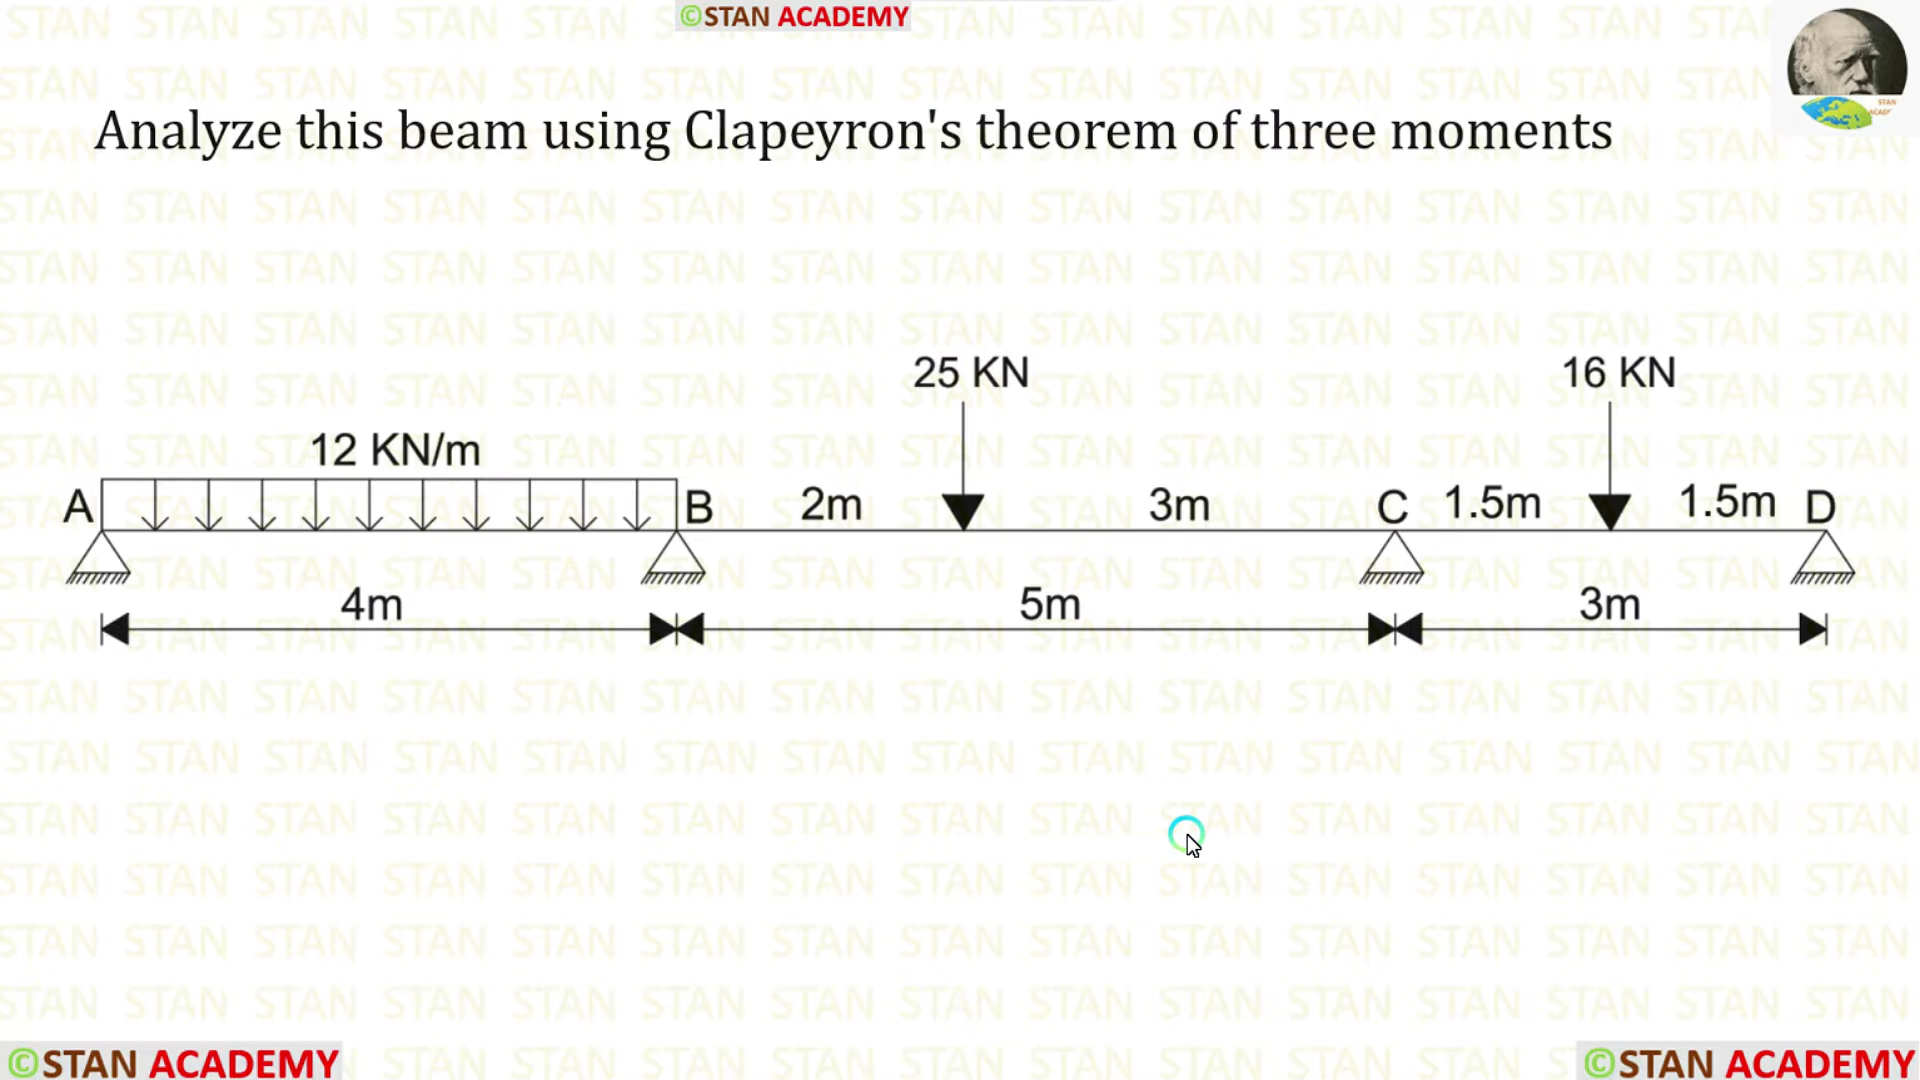 ©STAN ACADEMY
Analyze this beam using Clapeyron's theorem of three moments
25 KN
16 KN
12 KN/m
A
B
2m
3m
C
1.5m
1.5m
D
4m
5m
3m
©STAN ACADEMY
©STAN ACADEMY